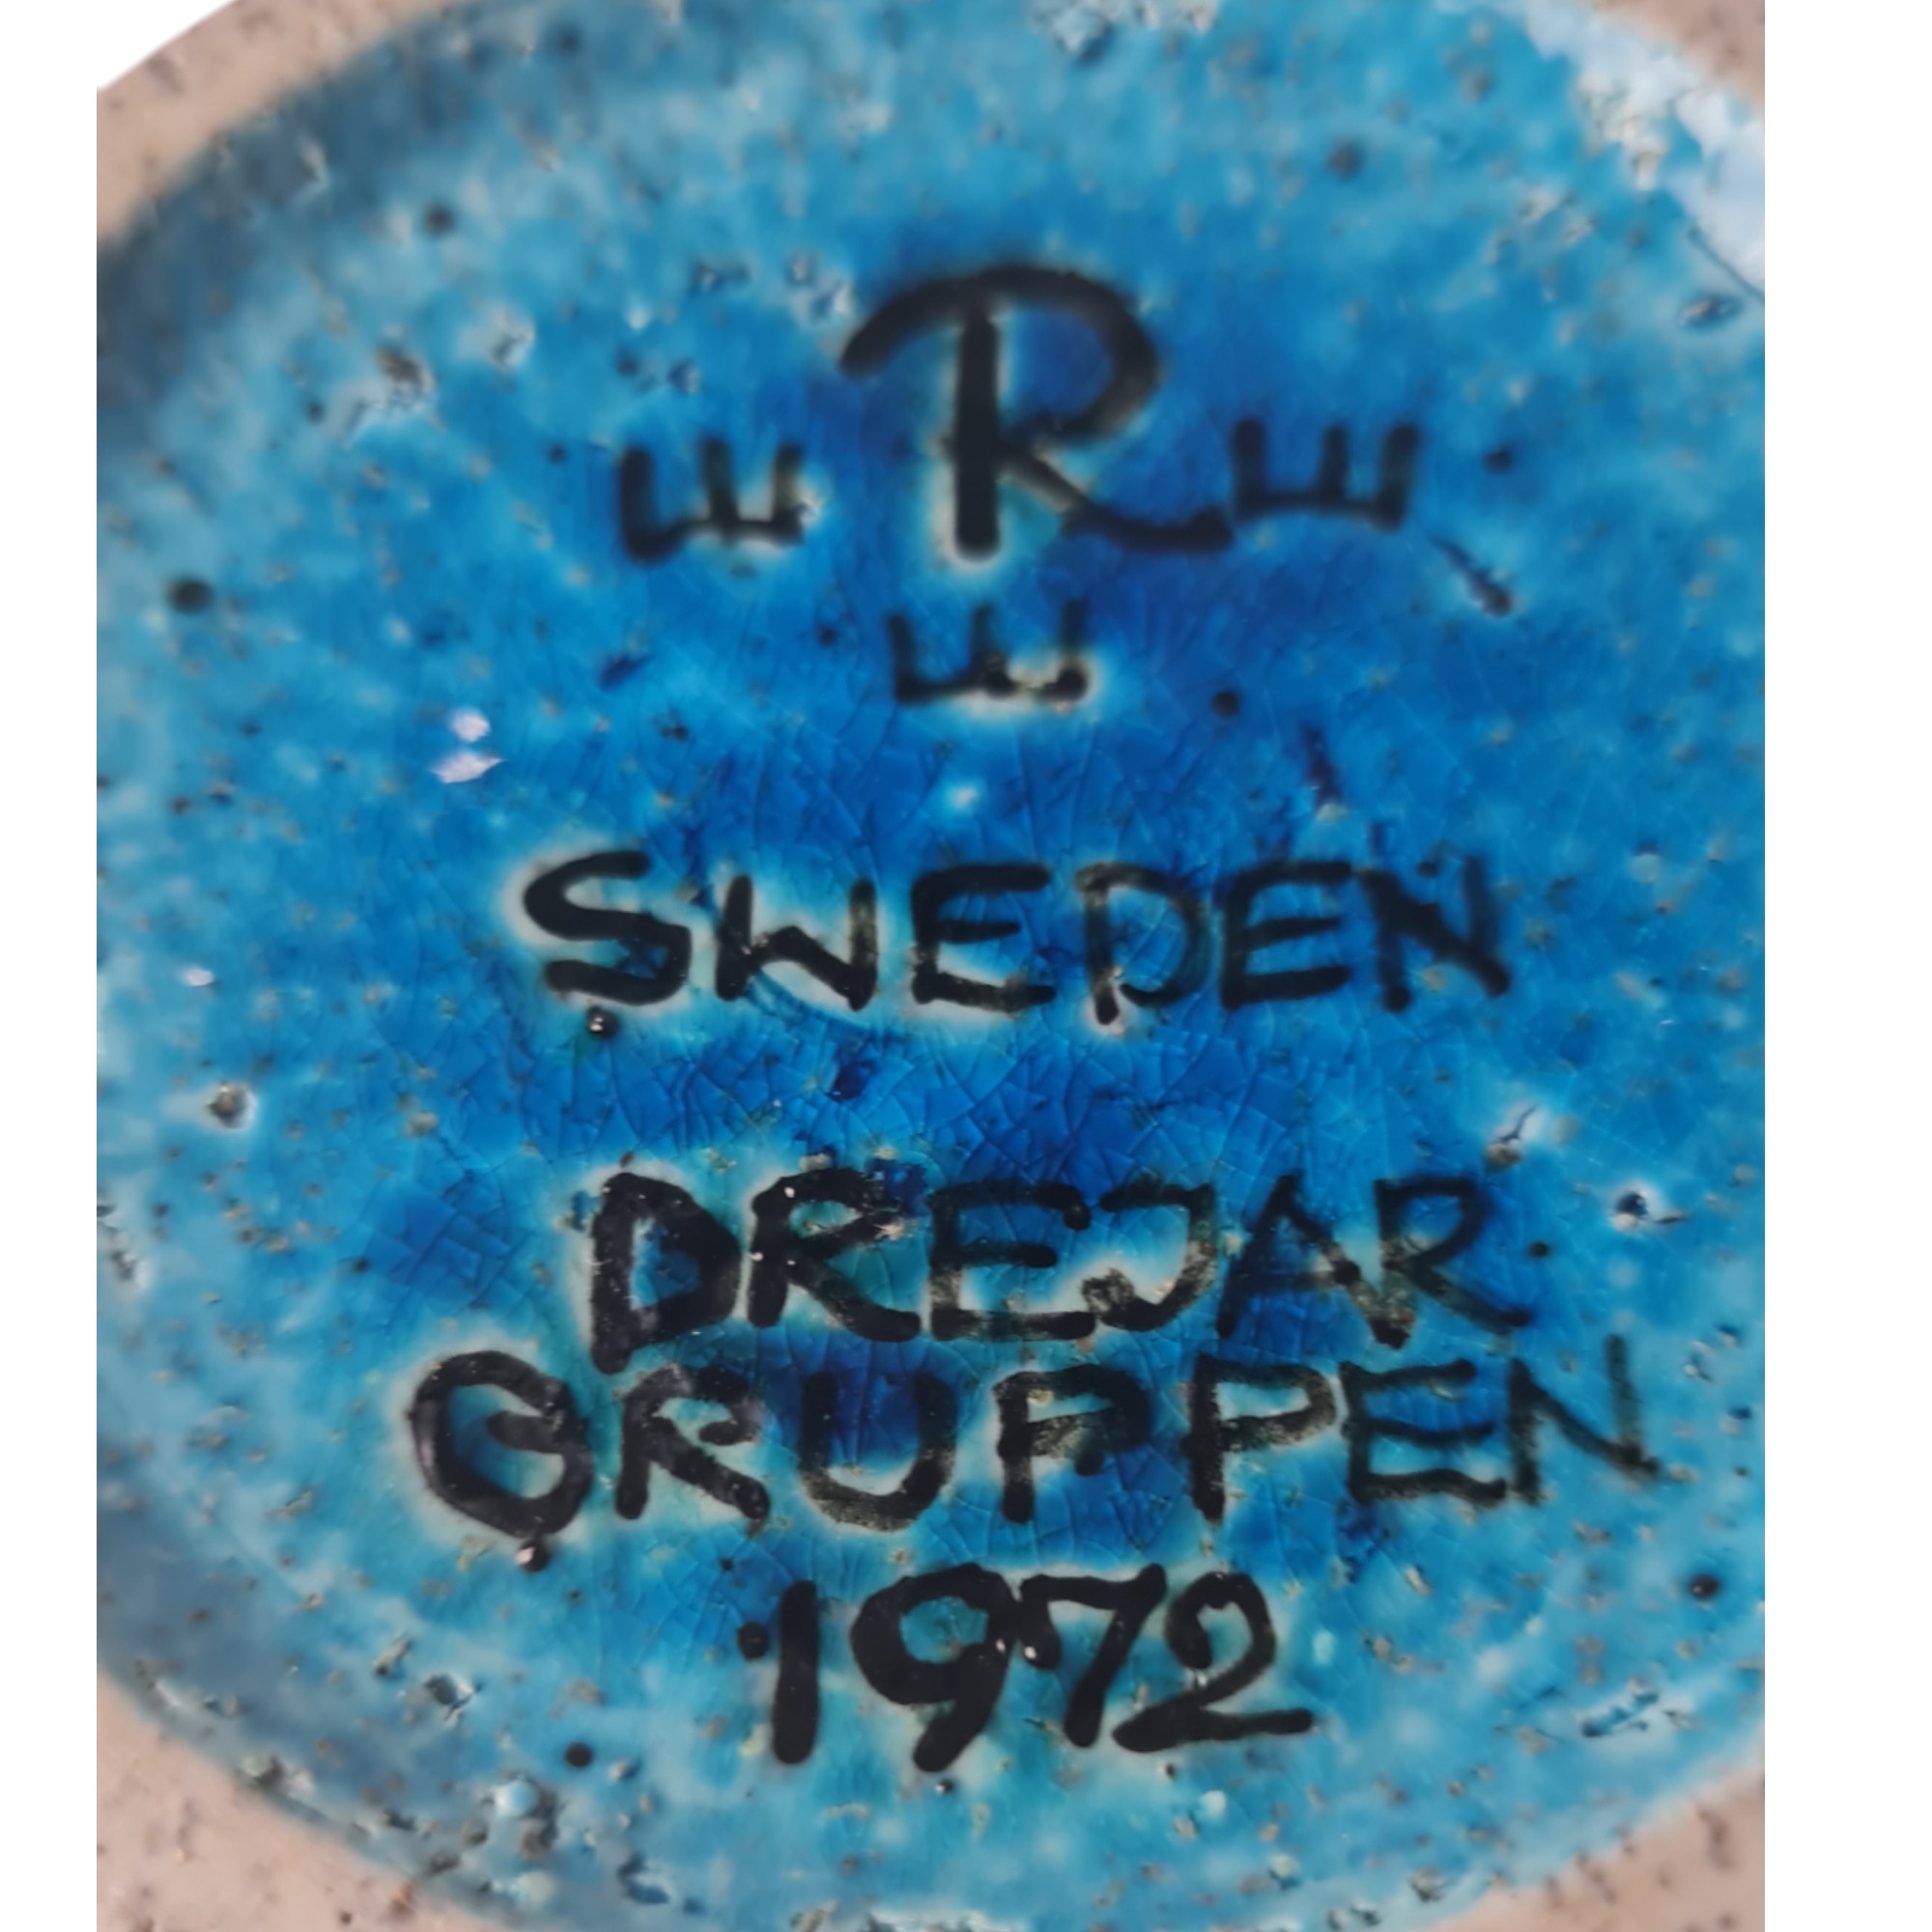 R
SWEDEN
DREJAR
GRUPPEN
1972